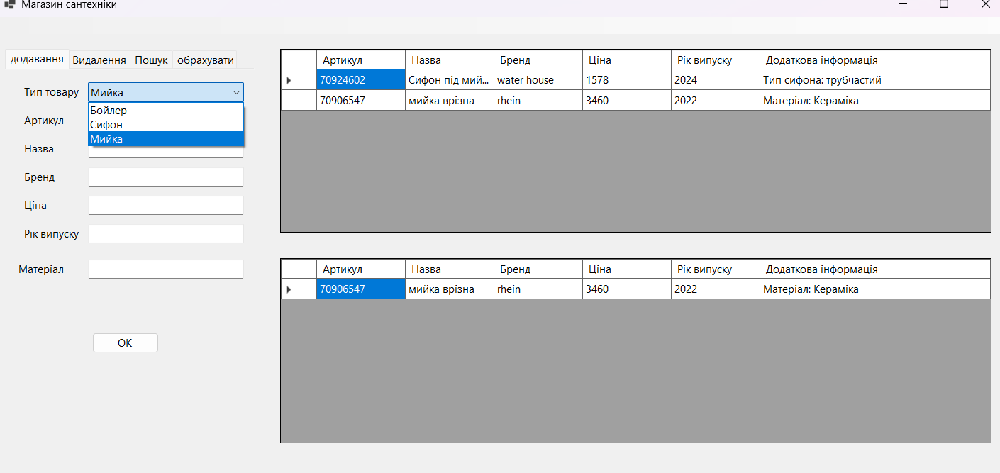 Магазин сантехніки
додавання Видалення Пошук обрахувати
Тип товару Мийка
Бойлер
Сифон
Мийка
Артикул
Назва
Бренд
Ціна
Рік випуску
Матеріал
OK
Артикул Назва Бренд Ціна Рік випуску Додаткова інформація
70924602 Сифон під мий... water house 1578 2024 Тип сифона: трубчастий
70906547 мийка врізна rhein 3460 2022 Матеріал: Кераміка
Артикул Назва Бренд Ціна Рік випуску Додаткова інформація
70906547 мийка врізна rhein 3460 2022 Матеріал: Кераміка